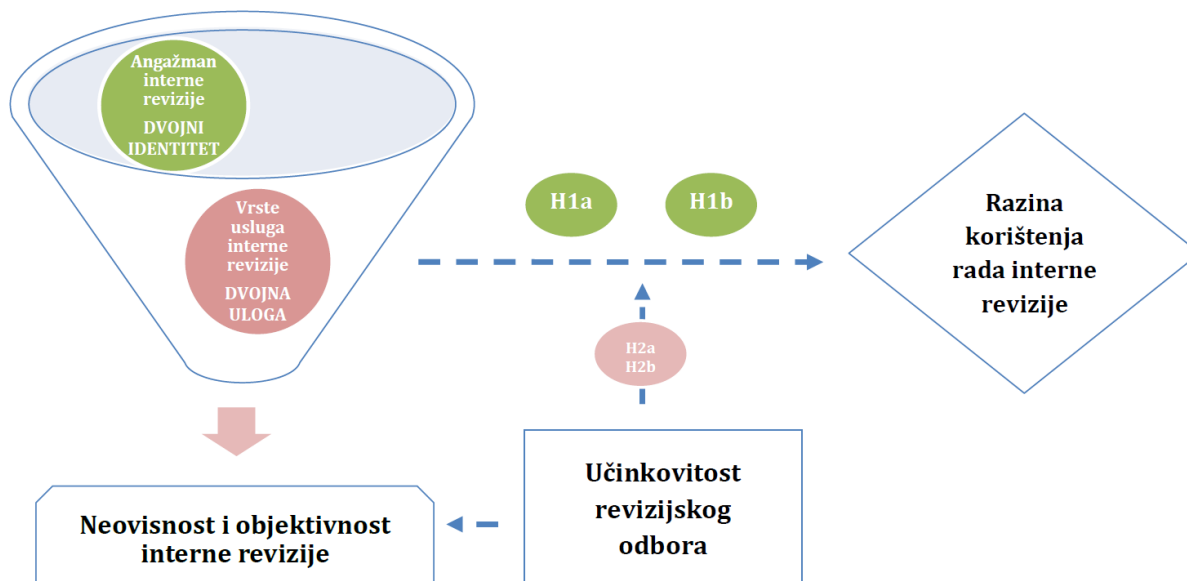 Angažman
interne
revizije
DVOJNI
IDENTITET
Vrste
usluga
interne
revizije
DVOJNA
ULOGA
H1a
H1b
Razina
korištenja
rada interne
revizije
H2a
H2b
Učinkovitost
revizijskog
odbora
Neovisnost i objektivnost
interne revizije